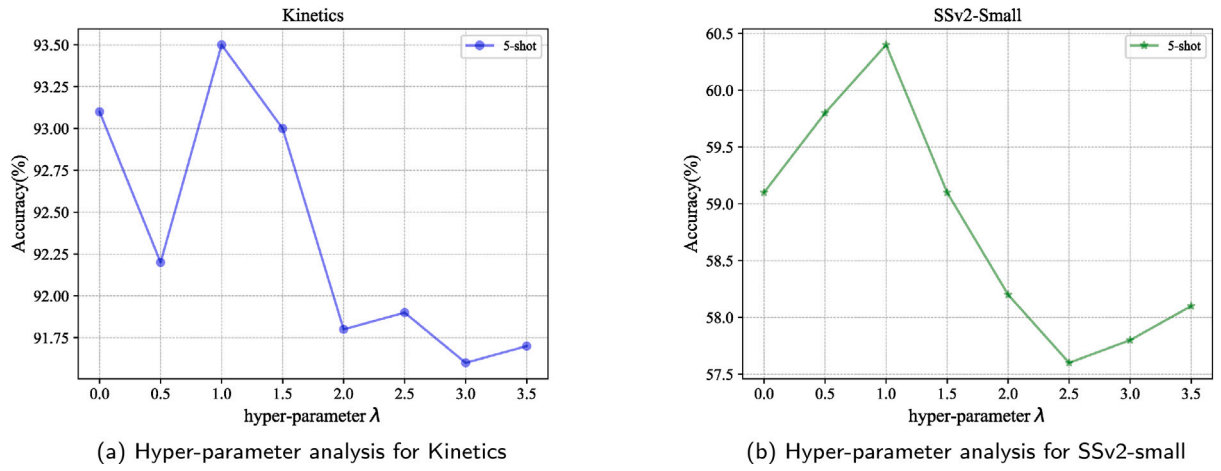 Kinetics
5-shot
93.50
93.25
93.00
92.75
92.50
92.25
92.00
91.75
Accuracy(%)
0.0 0.5 1.0 1.5 2.0 2.5 3.0 3.5
hyper-parameter λ
(a) Hyper-parameter analysis for Kinetics
SSv2-Small
5-shot
60.5
60.0
59.5
59.0
58.5
58.0
57.5
Accuracy(%)
0.0 0.5 1.0 1.5 2.0 2.5 3.0 3.5
hyper-parameter λ
(b) Hyper-parameter analysis for SSv2-small